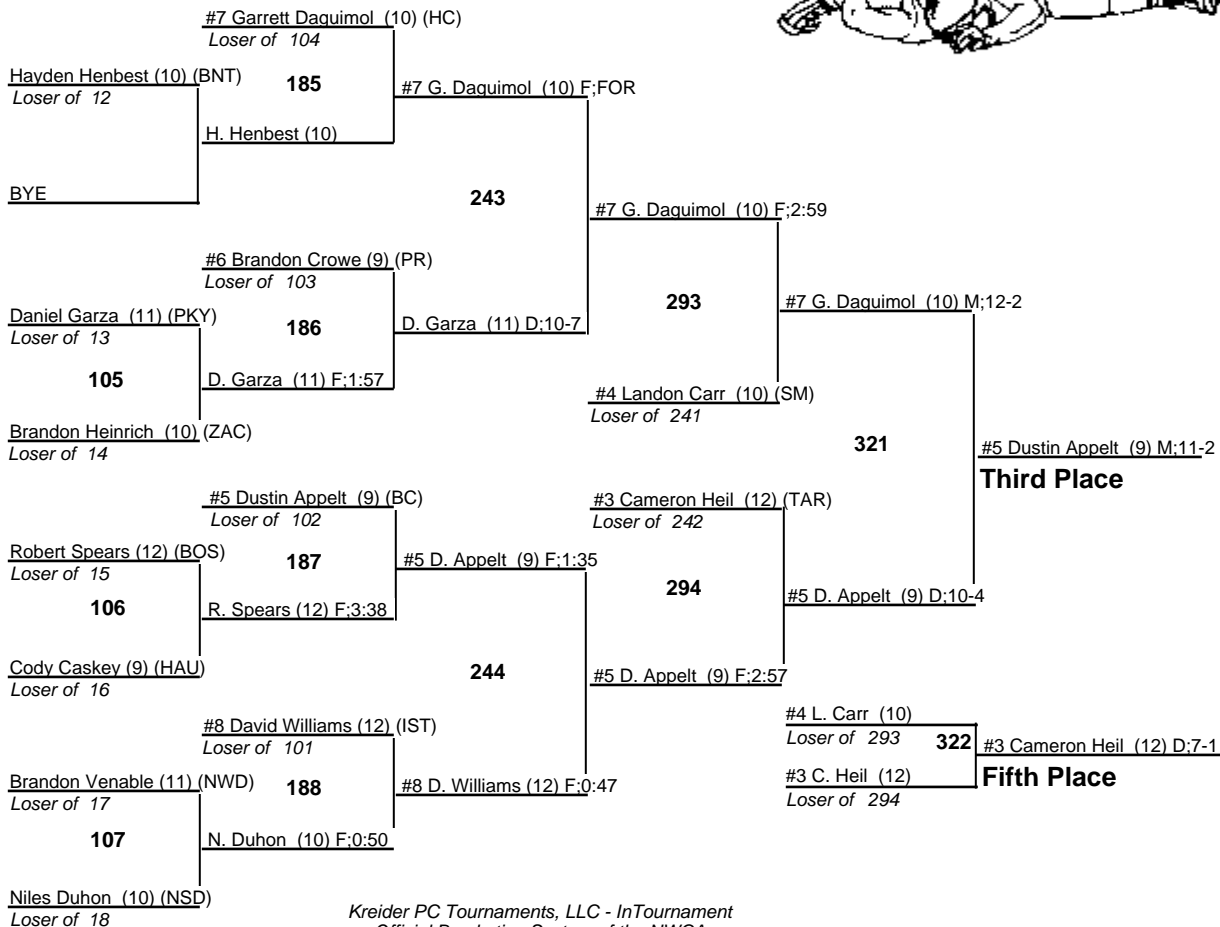 #7 Garrett Daquimol (10) (HC)
Loser of 104
Hayden Henbest (10) (BNT)
Loser of 12
185
#7 G. Daquimol (10) F;FOR
H. Henbest (10)
BYE
243
#7 G. Daquimol (10) F;2:59
#6 Brandon Crowe (9) (PR)
Loser of 103
293
#7 G. Daquimol (10) M;12-2
Daniel Garza (11) (PKY)
Loser of 13
186
D. Garza (11) D;10-7
105
D. Garza (11) F;1:57
#4 Landon Carr (10) (SM)
Loser of 241
Brandon Heinrich (10) (ZAC)
Loser of 14
321
#5 Dustin Appelt (9) M;11-2
Third Place
#5 Dustin Appelt (9) (BC)
Loser of 102
#3 Cameron Heil (12) (TAR)
Loser of 242
Robert Spears (12) (BOS)
Loser of 15
187
#5 D. Appelt (9) F;1:35
294
#5 D. Appelt (9) D;10-4
106
R. Spears (12) F;3:38
Cody Caskey (9) (HAU)
Loser of 16
244
#5 D. Appelt (9) F;2:57
#8 David Williams (12) (IST)
Loser of 101
#4 L. Carr (10)
Loser of 293
322
#3 Cameron Heil (12) D;7-1
Fifth Place
#3 C. Heil (12)
Loser of 294
Brandon Venable (11) (NWD)
Loser of 17
188
#8 D. Williams (12) F;0:47
107
N. Duhon (10) F;0:50
Niles Duhon (10) (NSD)
Loser of 18
Kreider PC Tournaments, LLC - InTournament